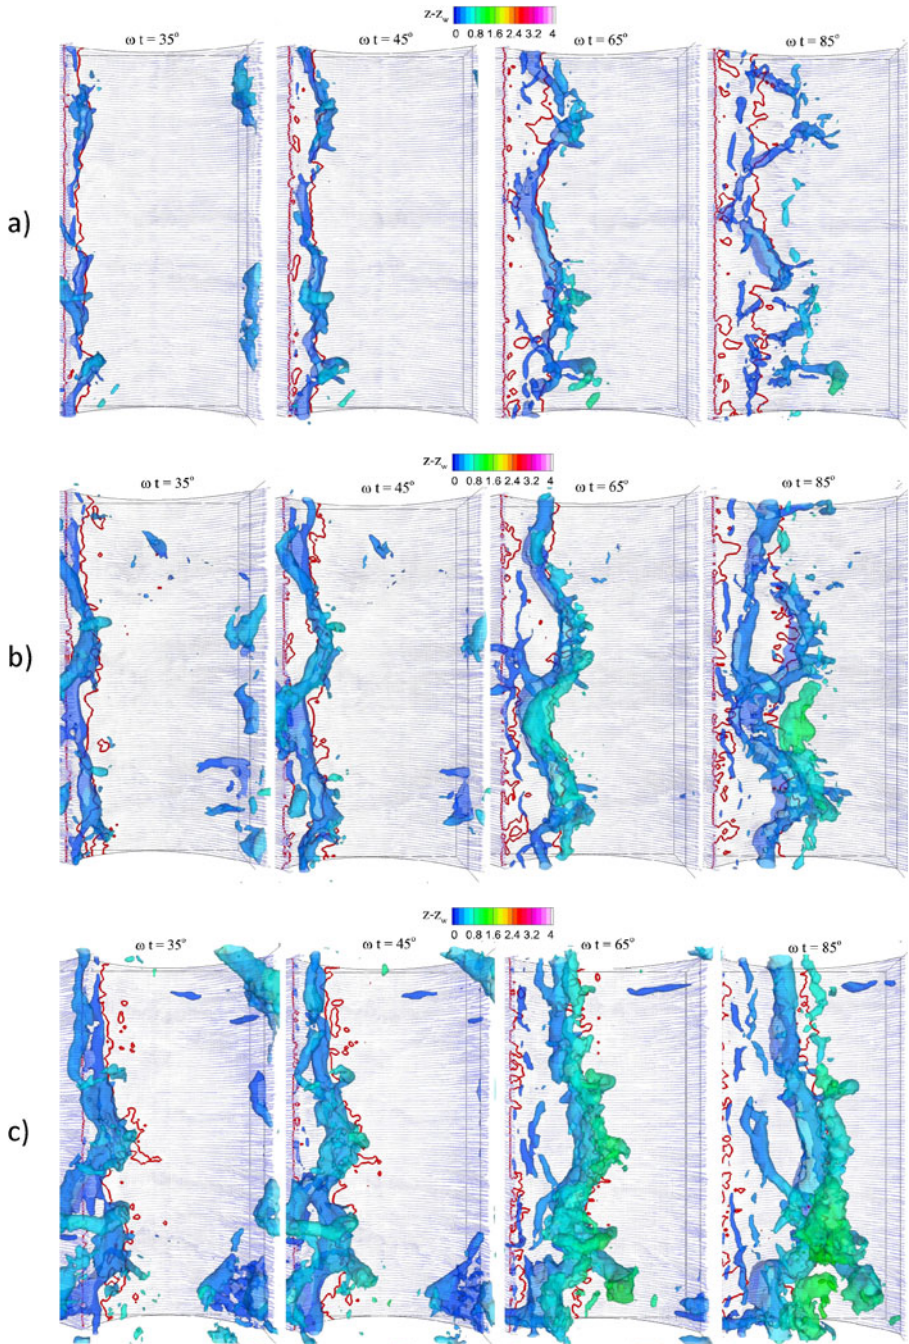 z-z_w
0 0.8 1.6 2.4 3.2 4
ω t = 35° ω t = 45° ω t = 65° ω t = 85°
a)
z-z_w
0 0.8 1.6 2.4 3.2 4
ω t = 35° ω t = 45° ω t = 65° ω t = 85°
b)
z-z_w
0 0.8 1.6 2.4 3.2 4
ω t = 35° ω t = 45° ω t = 65° ω t = 85°
c)